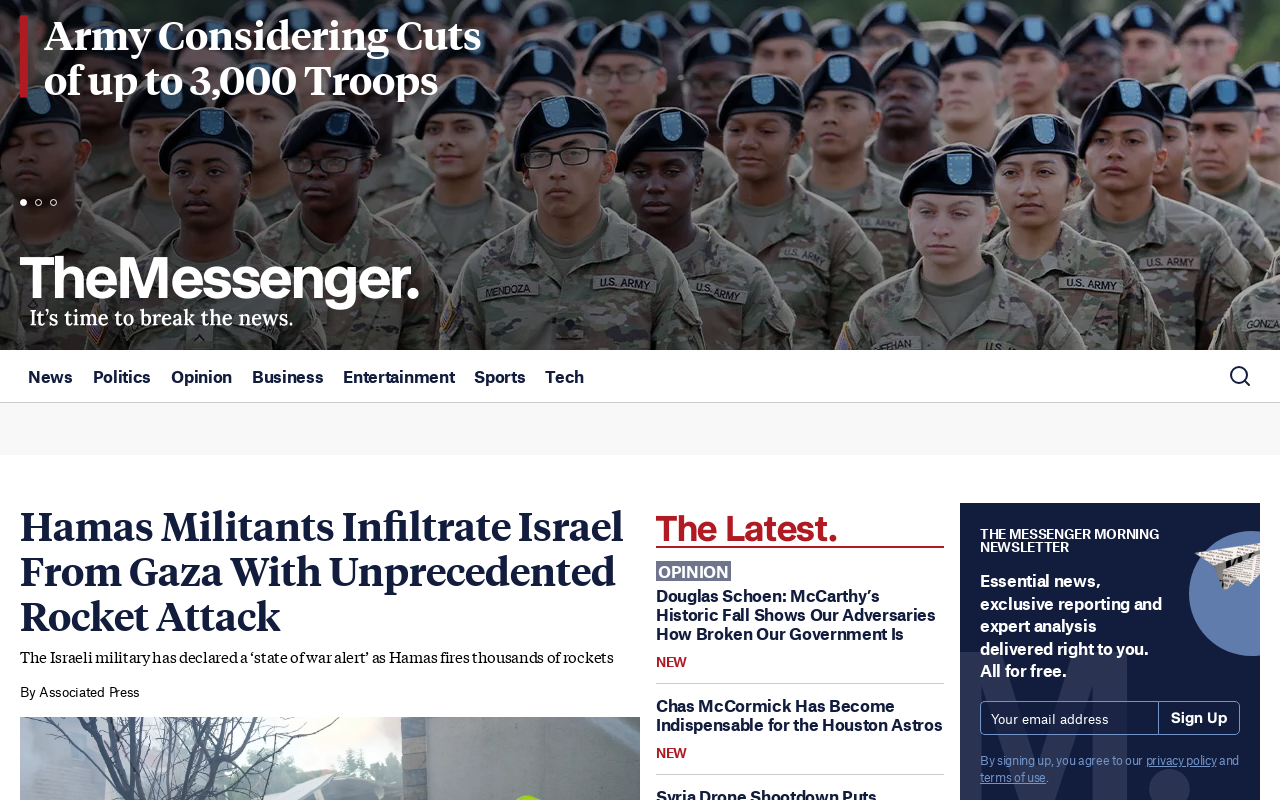 Army Considering Cuts
of up to 3,000 Troops
MENDOZA
U.S. ARMY
U.S. ARMY
U.S. ARMY
U.S. ARMY
U.S. ARMY
TheMessenger.
It's time to break the news.
News Politics Opinion Business Entertainment Sports Tech
Hamas Militants Infiltrate Israel
From Gaza With Unprecedented
Rocket Attack
The Israeli military has declared a ‘state of war alert’ as Hamas fires thousands of rockets
By Associated Press
The Latest.
OPINION
Douglas Schoen: McCarthy’s
Historic Fall Shows Our Adversaries
How Broken Our Government Is
NEW
Chas McCormick Has Become
Indispensable for the Houston Astros
NEW
Syria Drone Shootdown Puts
THE MESSENGER MORNING
NEWSLETTER
Essential news,
exclusive reporting and
expert analysis
delivered right to you.
All for free.
Your email address Sign Up
By signing up, you agree to our privacy policy and
terms of use.